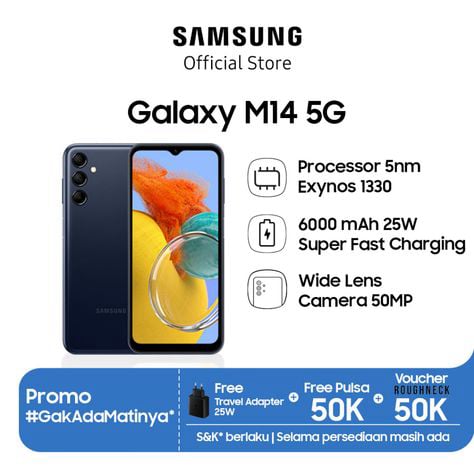 SAMSUNG
Official Store
Galaxy M14 5G
Processor 5nm
Exynos 1330
6000 mAh 25W
Super Fast Charging
Wide Lens
Camera 50MP
SAMSUNG
Promo
#GakAdaMatinya*
Free
Travel Adapter
25W
+
Free Pulsa
50K
+
Voucher
ROUGHNECK
50K
S&K* berlaku | Selama persediaan masih ada